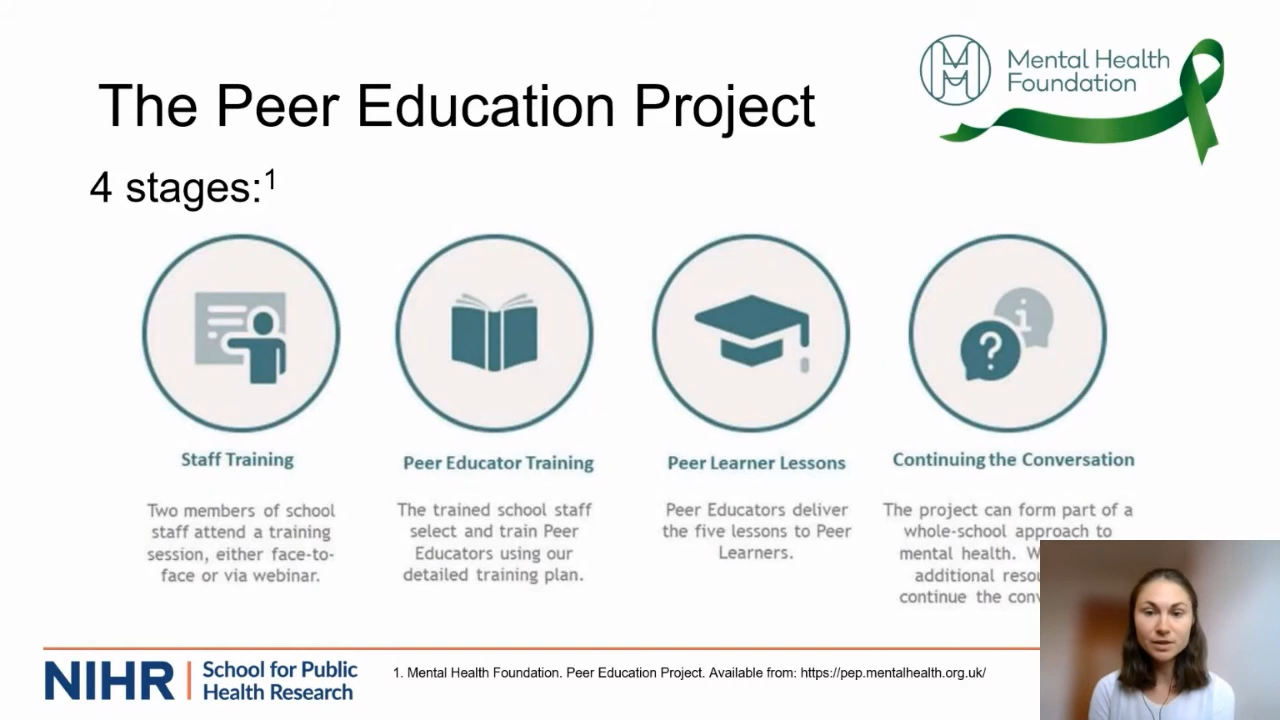 Mental Health
Foundation
The Peer Education Project
4 stages:¹
i
?
Staff Training
Two members of school
staff attend a training
session, either face-to-
face or via webinar.
Peer Educator Training
The trained school staff
select and train Peer
Educators using our
detailed training plan.
Peer Learner Lessons
Peer Educators deliver
the five lessons to Peer
Learners.
Continuing the Conversation
The project can form part of a
whole-school approach to
mental health.
additional
continue the
NIHR
School for Public
Health Research
1. Mental Health Foundation. Peer Education Project. Available from: https://pep.mentalhealth.org.uk/